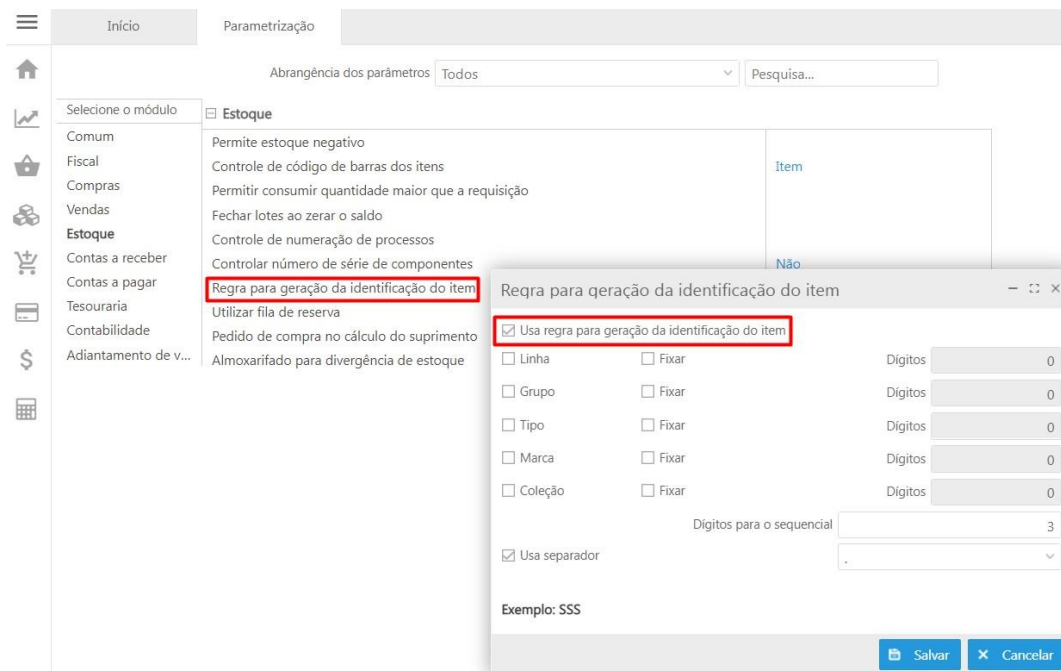 Início
Parametrização
Abrangência dos parâmetros Todos Pesquisa...
Selecione o módulo
Comum
Fiscal
Compras
Vendas
Estoque
Contas a receber
Contas a pagar
Tesouraria
Contabilidade
Adiantamento de v...
Estoque
Permite estoque negativo
Controle de código de barras dos itens Item
Permitir consumir quantidade maior que a requisição
Fechar lotes ao zerar o saldo
Controle de numeração de processos
Controlar número de série de componentes Não
Regra para geração da identificação do item
Utilizar fila de reserva
Pedido de compra no cálculo do suprimento
Almoxarifado para divergência de estoque
Regra para geração da identificação do item
Usa regra para geração da identificação do item
Linha Fixar Dígitos 0
Grupo Fixar Dígitos 0
Tipo Fixar Dígitos 0
Marca Fixar Dígitos 0
Coleção Fixar Dígitos 0
Dígitos para o sequencial 3
Usa separador .
Exemplo: SSS
Salvar Cancelar